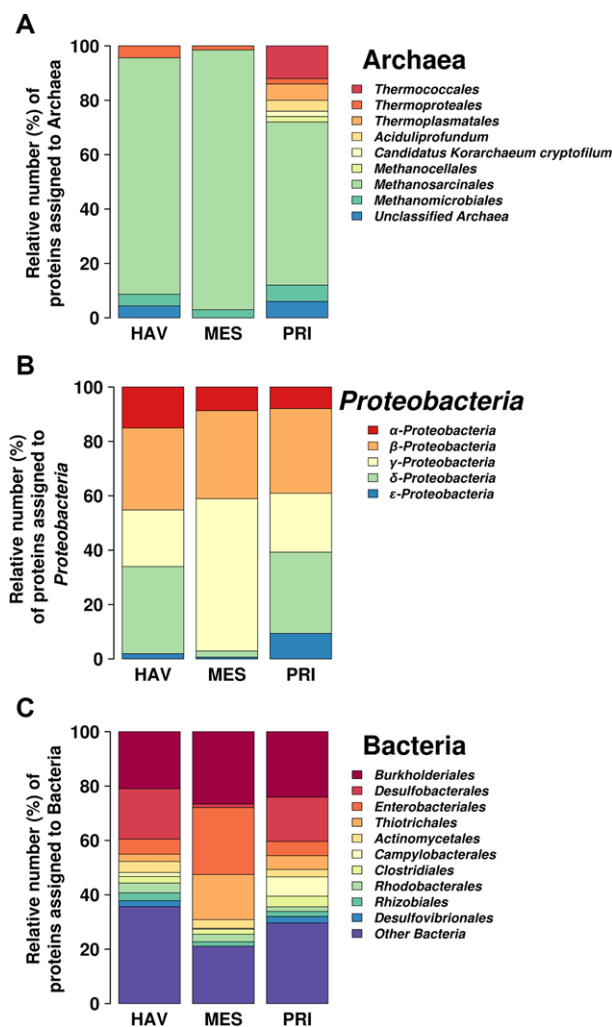 A
Relative number (%) of
proteins assigned to Archaea
100
80
60
40
20
0
HAV MES PRI
Archaea
Thermococcales
Thermoproteales
Thermoplasmatales
Aciduliprofundum
Candidatus Korarchaeum cryptofilum
Methanocellales
Methanosarcinales
Methanomicrobiales
Unclassified Archaea
B
Relative number (%)
of proteins assigned to
Proteobacteria
100
80
60
40
20
0
HAV MES PRI
Proteobacteria
α-Proteobacteria
β-Proteobacteria
γ-Proteobacteria
δ-Proteobacteria
ε-Proteobacteria
C
Relative number (%) of
proteins assigned to Bacteria
100
80
60
40
20
0
HAV MES PRI
Bacteria
Burkholderiales
Desulfobacterales
Enterobacteriales
Thiotrichales
Actinomycetales
Campylobacterales
Clostridiales
Rhodobacterales
Rhizobiales
Desulfovibrionales
Other Bacteria